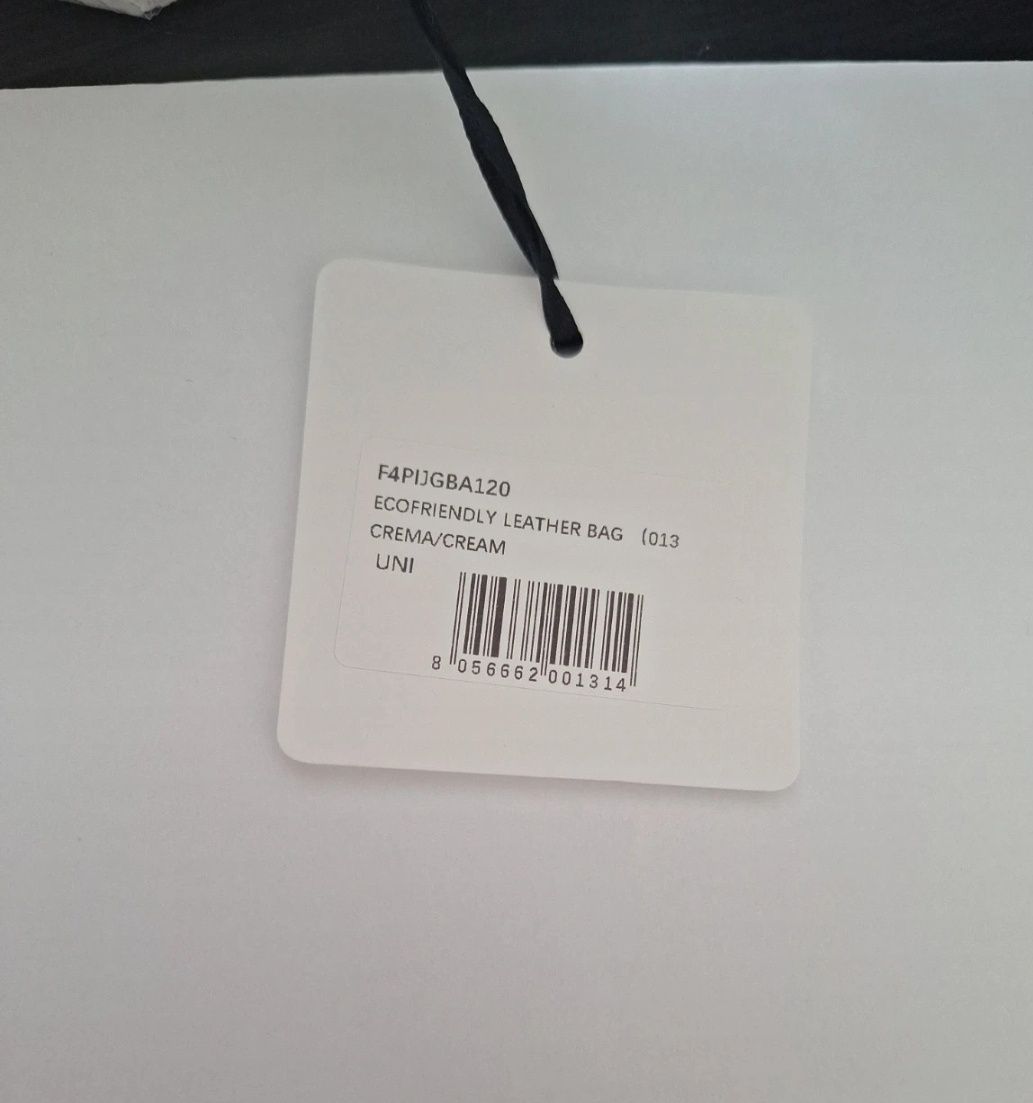 F4PIJGBA120
ECOFRIENDLY LEATHER BAG (013
CREMA/CREAM
UNI
8 056662 001314